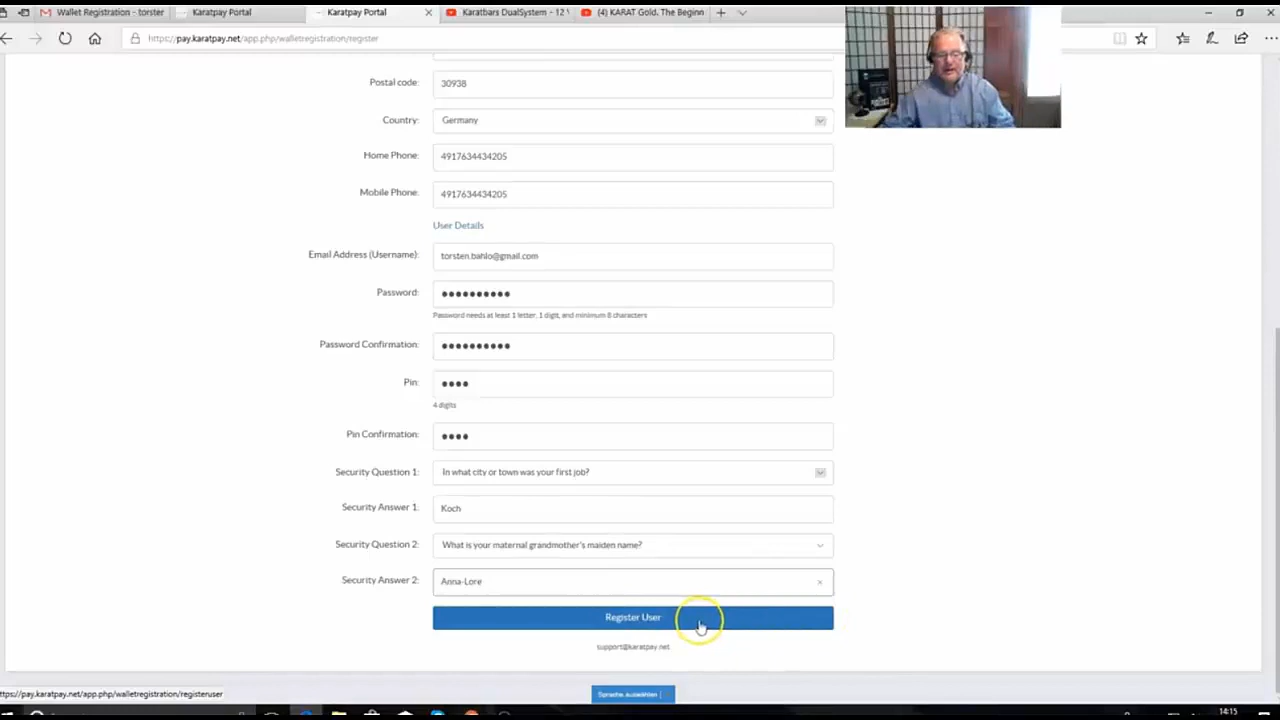 Wallet Registration - torster
Karatpay Portal
Karatpay Portal
Karatbars DualSystem - 12
(4) KARAT Gold. The Beginn
https://pay.karatpay.net/app.php/walletregistration/register
Postal code: 30938
Country: Germany
Home Phone: 4917634434205
Mobile Phone: 4917634434205
User Details
Email Address (Username): torsten.bahlo@gmail.com
Password: ●●●●●●●●●●
Password needs at least 1 letter, 1 digit, and minimum 8 characters
Password Confirmation: ●●●●●●●●●●
Pin: ●●●●
4 digits
Pin Confirmation: ●●●●
Security Question 1: In what city or town was your first job?
Security Answer 1: Koch
Security Question 2: What is your maternal grandmother's maiden name?
Security Answer 2: Anna-Lore
Register User
support@karatpay.net
ttps://pay.karatpay.net/app.php/walletregistration/registeruser
Sprache auswählen
14:15